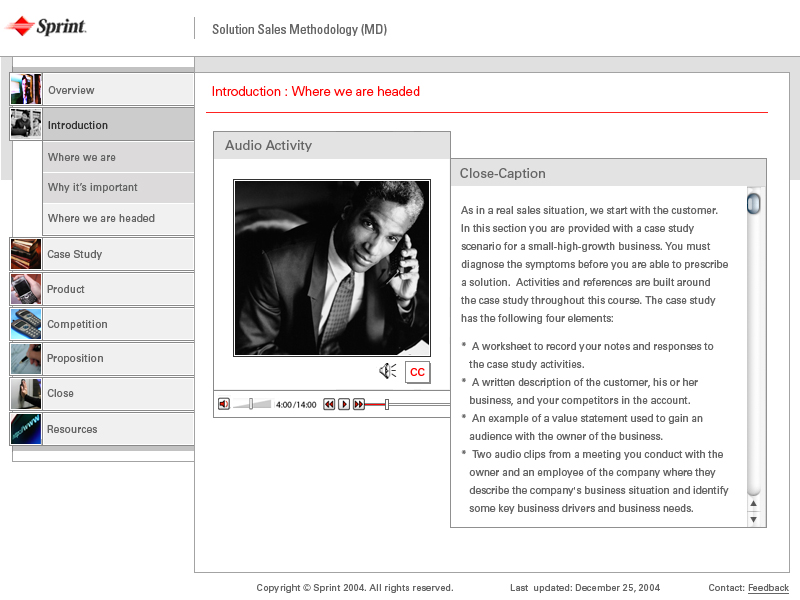 Sprint.
Solution Sales Methodology (MD)
Overview
Introduction
Where we are
Why it's important
Where we are headed
Case Study
Product
Competition
Proposition
Close
Resources
Introduction : Where we are headed
Audio Activity
CC
4:00/14:00
Close-Caption
As in a real sales situation, we start with the customer.
In this section you are provided with a case study
scenario for a small-high-growth business. You must
diagnose the symptoms before you are able to prescribe
a solution. Activities and references are built around
the case study throughout this course. The case study
has the following four elements:
* A worksheet to record your notes and responses to
the case study activities.
* A written description of the customer, his or her
business, and your competitors in the account.
* An example of a value statement used to gain an
audience with the owner of the business.
* Two audio clips from a meeting you conduct with the
owner and an employee of the company where they
describe the company's business situation and identify
some key business drivers and business needs.
Copyright © Sprint 2004. All rights reserved.
Last updated: December 25, 2004
Contact: Feedback